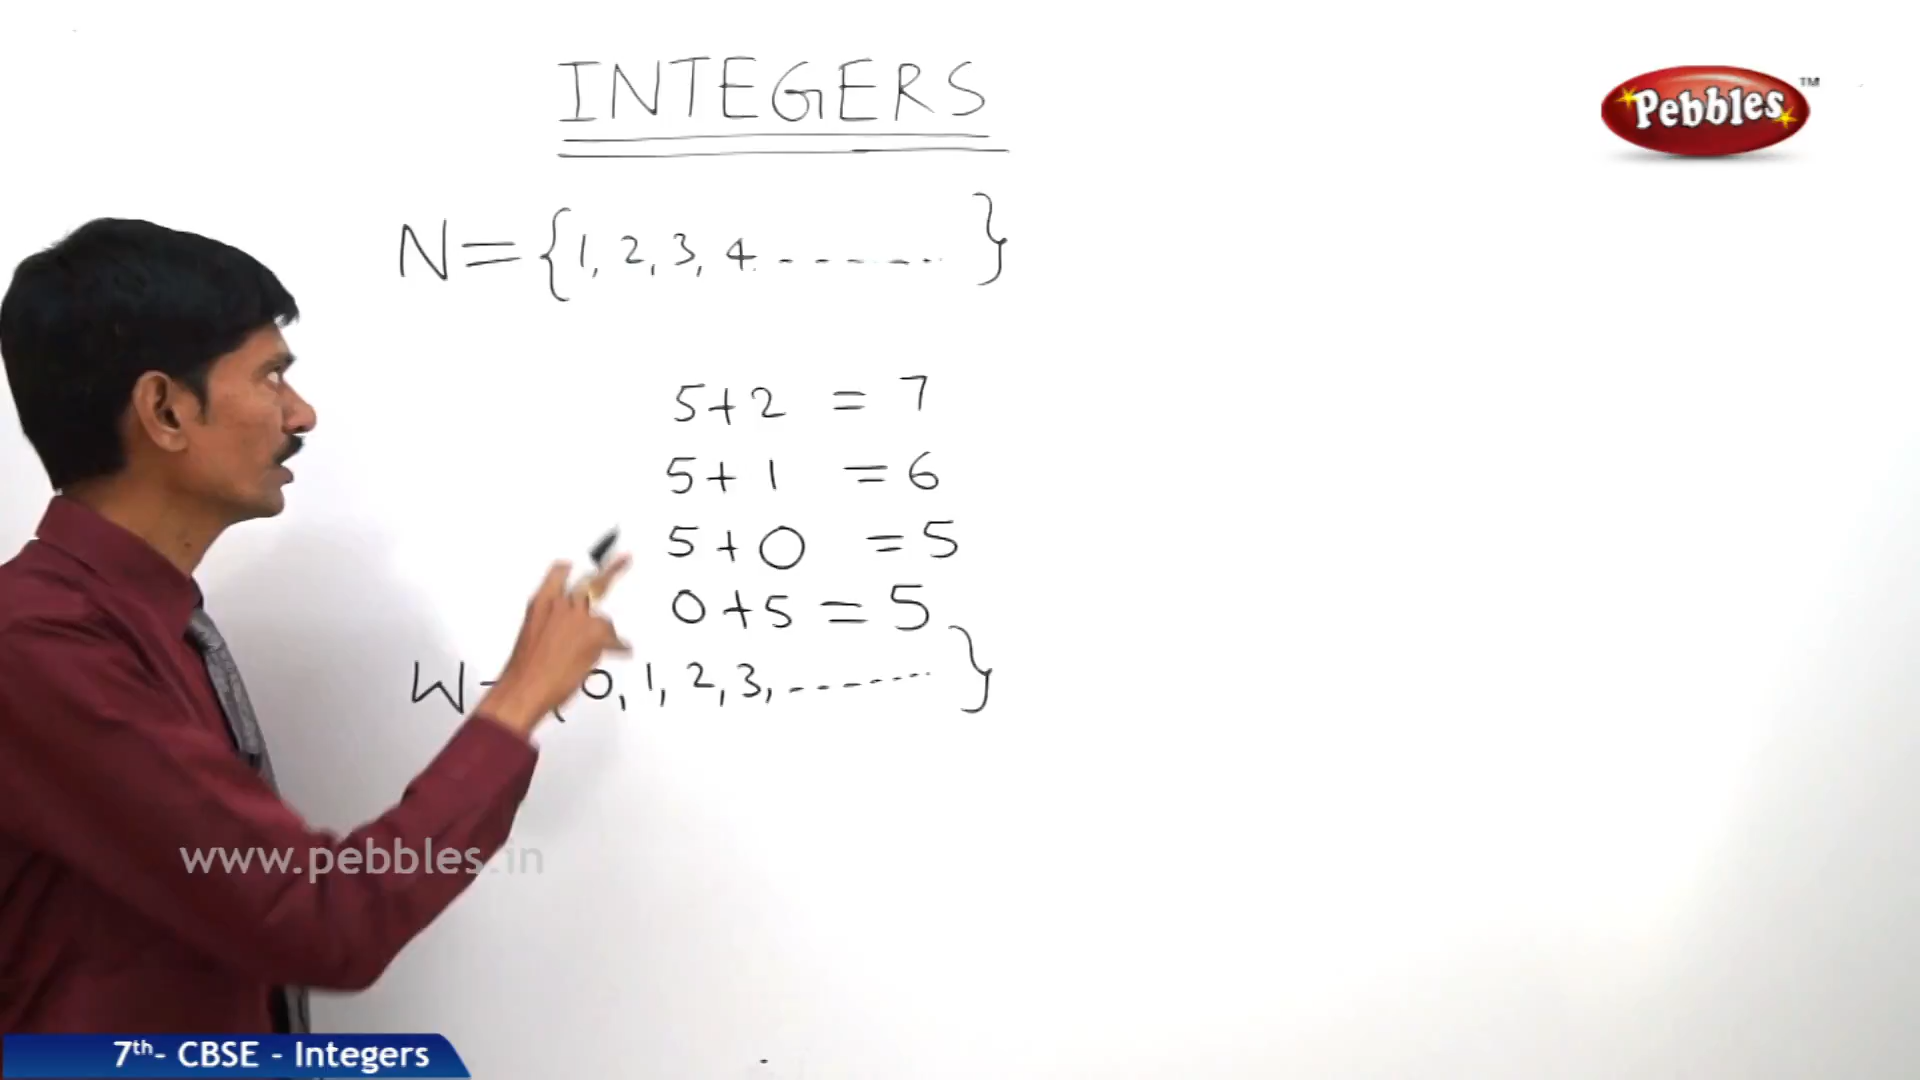 INTEGERS
Pebbles™
N = {1, 2, 3, 4.......}
5+2 = 7
5+1 = 6
5+0 = 5
0+5 = 5
W = {0, 1, 2, 3,.......}
www.pebbles.in
7th- CBSE - Integers